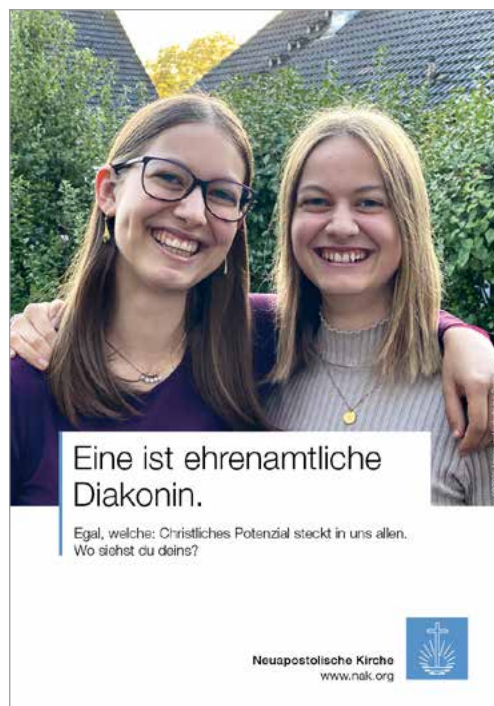 Eine ist ehrenamtliche
Diakonin.
Egal, welche: Christliches Potenzial steckt in uns allen.
Wo siehst du deins?
Neuapostolische Kirche
www.nak.org